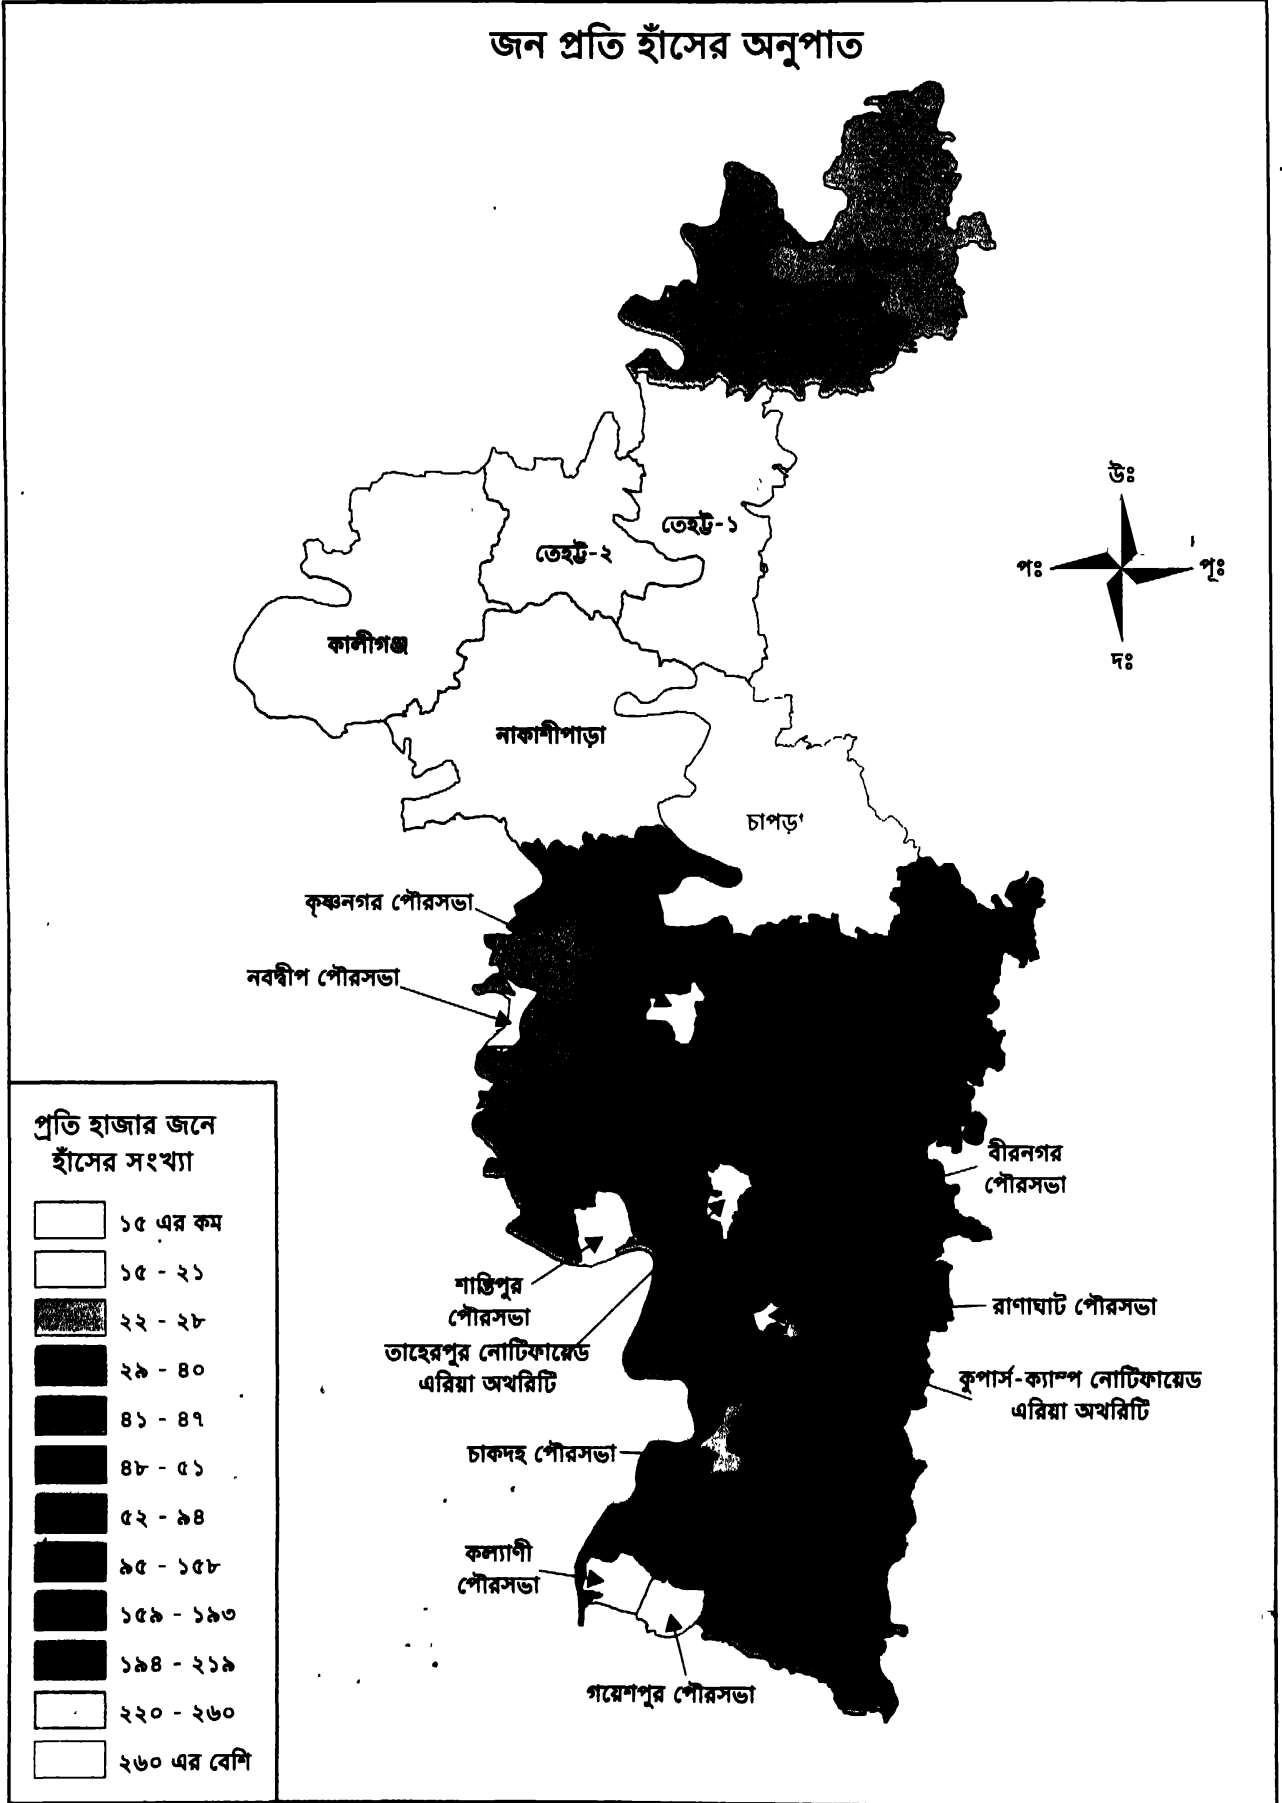 জন প্রতি হাঁসের অনুপাত
উঃ
পঃ
পূঃ
দঃ
তেহট্ট-১
তেহট্ট-২
কালীগঞ্জ
নাকাশীপাড়া
চাপড়
কৃষ্ণনগর পৌরসভা
নবদ্বীপ পৌরসভা
বীরনগর
পৌরসভা
শান্তিপুর
পৌরসভা
তাহেরপুর নোটিফায়েড
এরিয়া অথরিটি
রাণাঘাট পৌরসভা
কুপার্স-ক্যাম্প নোটিফায়েড
এরিয়া অথরিটি
চাকদহ পৌরসভা
কল্যাণী
পৌরসভা
গয়েশপুর পৌরসভা
প্রতি হাজার জনে
হাঁসের সংখ্যা
১৫ এর কম
১৫ - ২১
২২ - ২৮
২৯ - ৪০
৪১ - ৪৭
৪৮ - ৫১
৫২ - ৯৪
৯৫ - ১৫৮
১৫৯ - ১৯৩
১৯৪ - ২১৯
২২০ - ২৬০
২৬০ এর বেশি